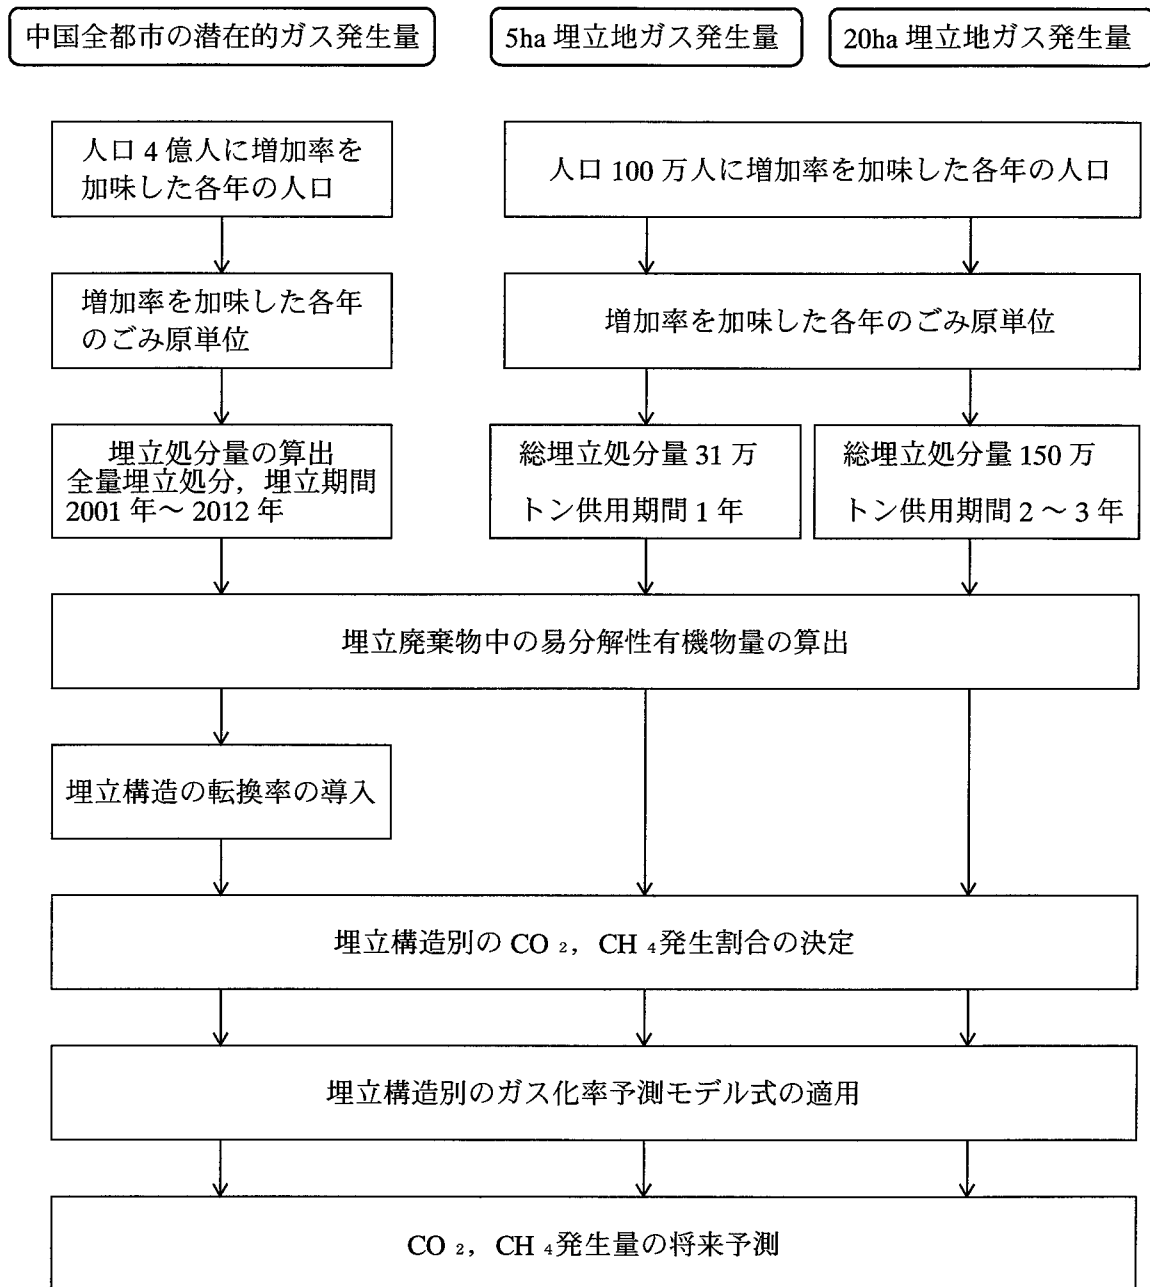 中国全都市の潜在的ガス発生量
5ha 埋立地ガス発生量
20ha 埋立地ガス発生量
人口 4 億人に増加率を
加味した各年の人口
人口 100 万人に増加率を加味した各年の人口
増加率を加味した各年
のごみ原単位
増加率を加味した各年のごみ原単位
埋立処分量の算出
全量埋立処分，埋立期間
2001 年～ 2012 年
総埋立処分量 31 万
トン供用期間 1 年
総埋立処分量 150 万
トン供用期間 2 ～ 3 年
埋立廃棄物中の易分解性有機物量の算出
埋立構造の転換率の導入
埋立構造別の CO ₂，CH ₄発生割合の決定
埋立構造別のガス化率予測モデル式の適用
CO ₂，CH ₄発生量の将来予測